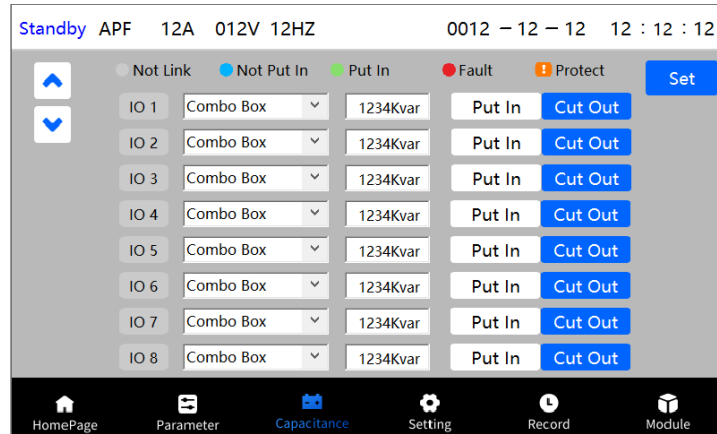 Standby APF 12A 012V 12HZ 0012 － 12 － 12 12 : 12 : 12
Not Link Not Put In Put In Fault Protect Set
IO 1 Combo Box 1234Kvar Put In Cut Out
IO 2 Combo Box 1234Kvar Put In Cut Out
IO 3 Combo Box 1234Kvar Put In Cut Out
IO 4 Combo Box 1234Kvar Put In Cut Out
IO 5 Combo Box 1234Kvar Put In Cut Out
IO 6 Combo Box 1234Kvar Put In Cut Out
IO 7 Combo Box 1234Kvar Put In Cut Out
IO 8 Combo Box 1234Kvar Put In Cut Out
HomePage Parameter Capacitance Setting Record Module